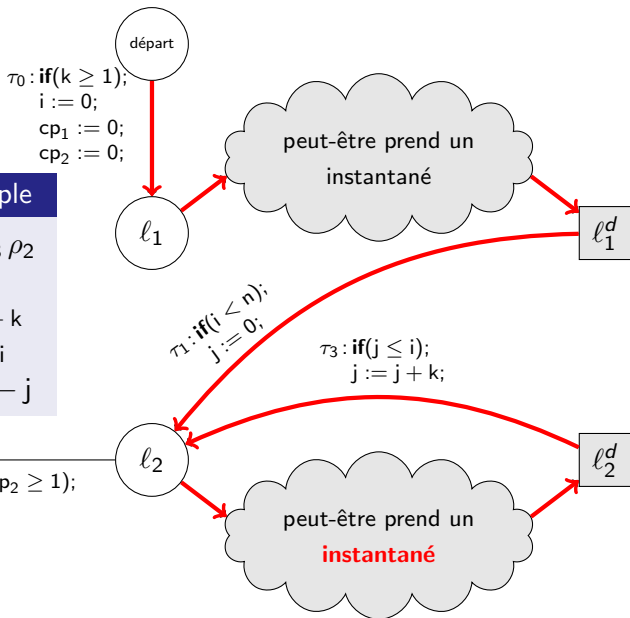 départ
τ₀ : if(k ≥ 1);
i := 0;
cp₁ := 0;
cp₂ := 0;
peut-être prend un
instantané
ℓ₁
ℓ₁ᵈ
ρ₂
k
i
− j
τ₁ : if(i < n);
j := 0;
τ₃ : if(j ≤ i);
j := j + k;
ℓ₂
ℓ₂ᵈ
p₂ ≥ 1);
peut-être prend un
instantané